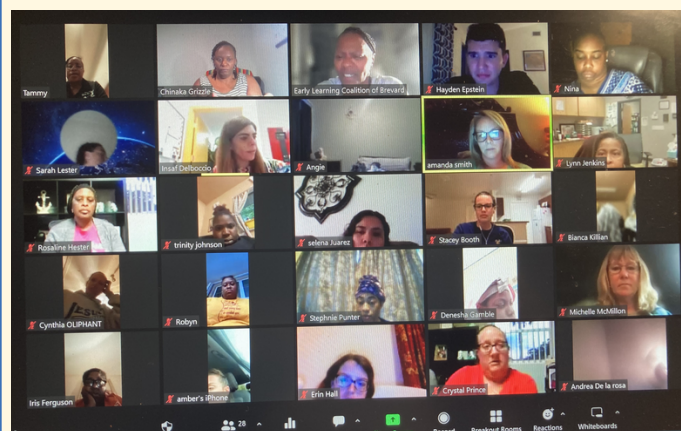 Tammy
Chinaka Grizzle
Early Learning Coalition of Brevard
Hayden Epstein
Nina
Sarah Lester
Insaf Delboccio
Angie
amanda smith
Lynn Jenkins
Rosaline Hester
trinity johnson
selena Juarez
Stacey Booth
Bianca Killian
Cynthia OLIPHANT
Robyn
Stephnie Punter
Denesha Gamble
Michelle McMillon
Iris Ferguson
amber's iPhone
Erin Hall
Crystal Prince
Andrea De la rosa
28
Record
Breakout Rooms
Reactions
Whiteboards